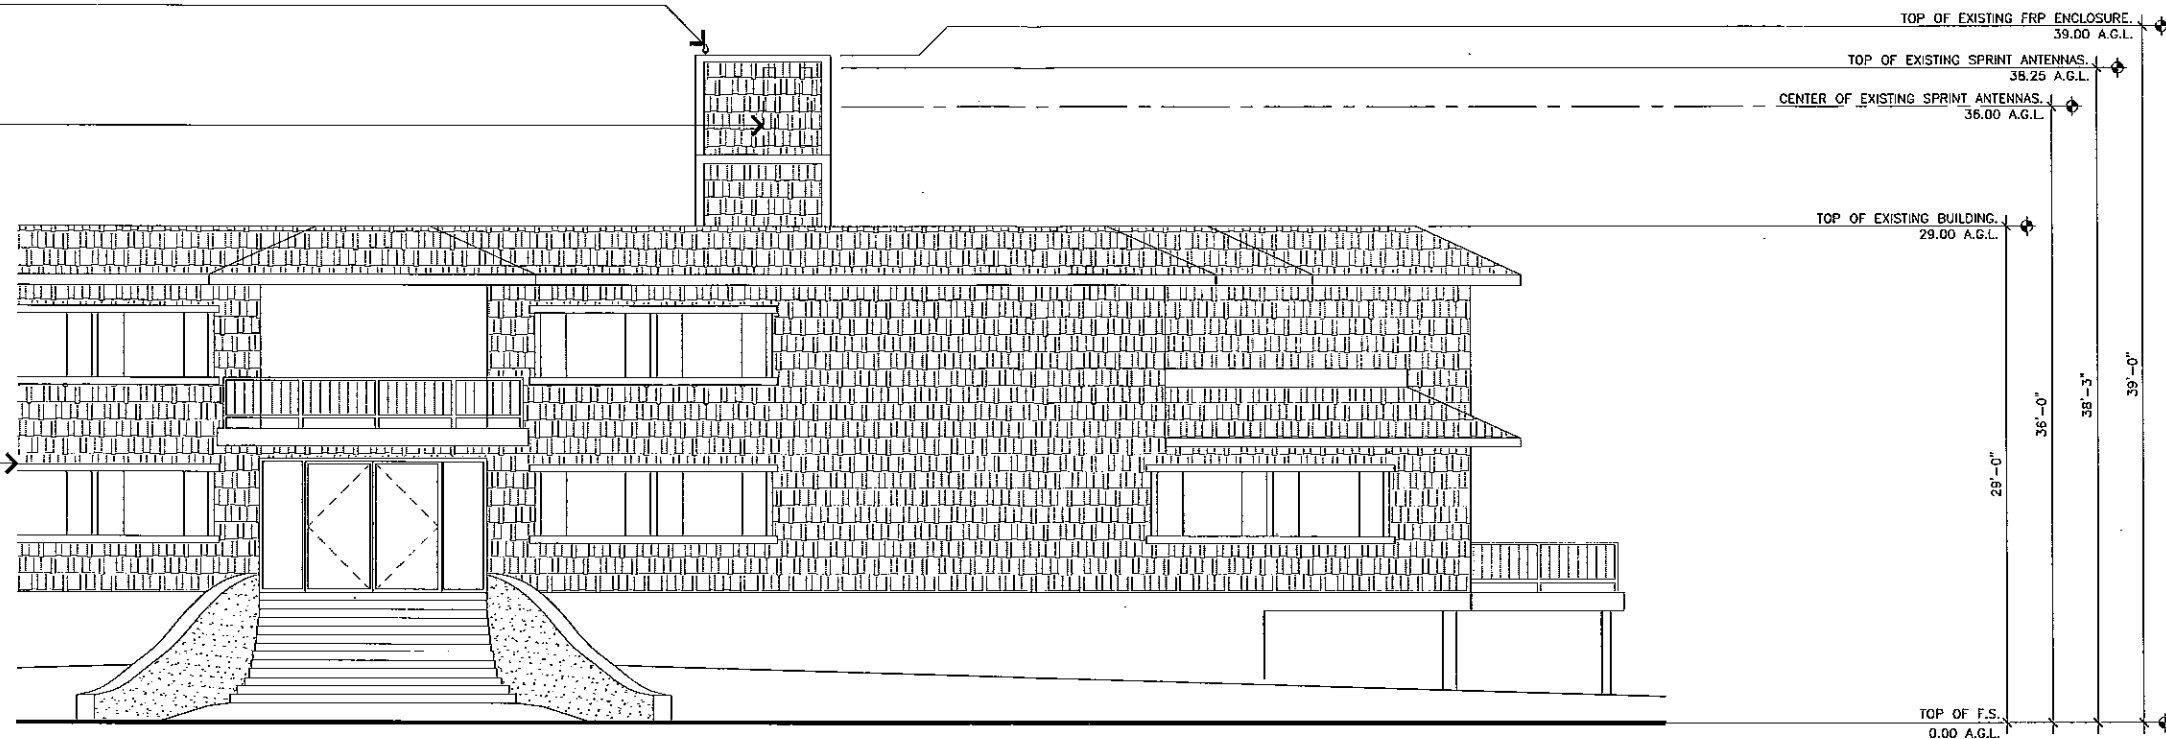 TOP OF EXISTING FRP ENCLOSURE.
39.00 A.G.L.
TOP OF EXISTING SPRINT ANTENNAS.
38.25 A.G.L.
CENTER OF EXISTING SPRINT ANTENNAS.
36.00 A.G.L.
TOP OF EXISTING BUILDING.
29.00 A.G.L.
29'-0"
36'-0"
38'-3"
39'-0"
TOP OF F.S.
0.00 A.G.L.